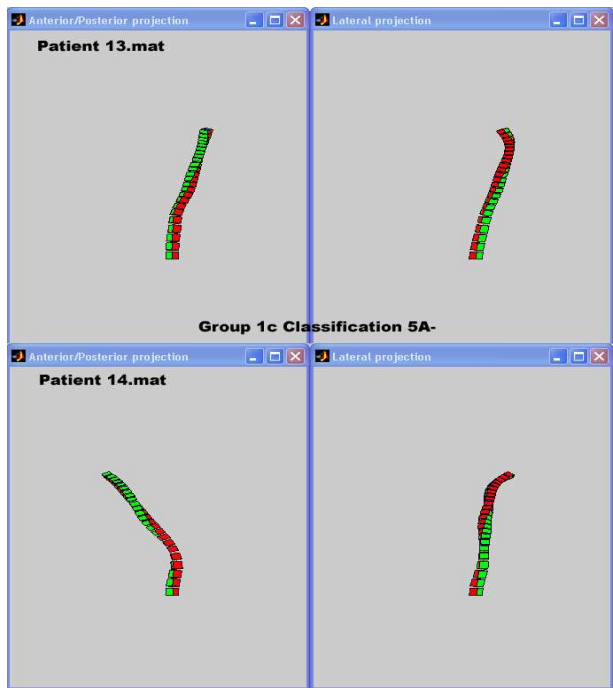 Anterior/Posterior projection
Lateral projection
Patient 13.mat
Group 1c Classification 5A-
Anterior/Posterior projection
Lateral projection
Patient 14.mat